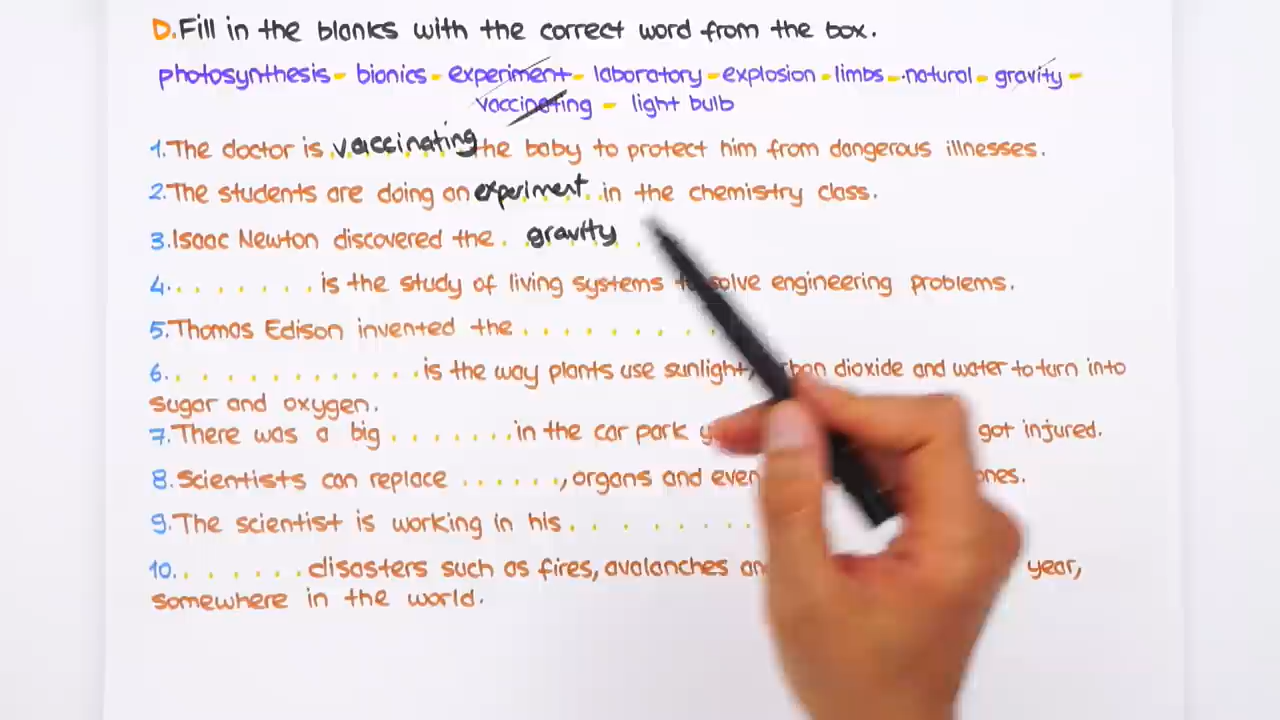 D.Fill in the blanks with the correct word from the box.
photosynthesis - bionics - experiment - laboratory - explosion - limbs - natural - gravity -
vaccinating - light bulb
1.The doctor is vaccinating the baby to protect him from dangerous illnesses.
2.The students are doing an experiment . . in the chemistry class.
3.Isaac Newton discovered the . gravity .
4. . . . . . . . is the study of living systems solve engineering problems.
5.Thomas Edison invented the . . . . . . . . . .
6. . . . . . . . . . . . . is the way plants use sunlight, dioxide and water to turn into
sugar and oxygen.
7.There was a big . . . . . . . in the car park got injured.
8.Scientists can replace . . . . . . , organs and even
9.The scientist is working in his . . . . . . . .
10. . . . . . . disasters such as fires, avalanches year,
somewhere in the world.